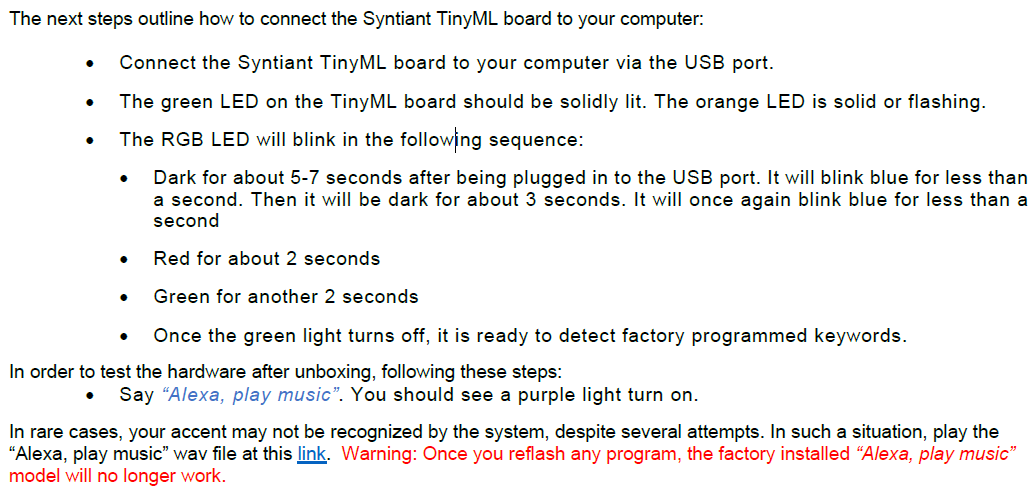 The next steps outline how to connect the Syntiant TinyML board to your computer:
• Connect the Syntiant TinyML board to your computer via the USB port.
• The green LED on the TinyML board should be solidly lit. The orange LED is solid or flashing.
• The RGB LED will blink in the following sequence:
• Dark for about 5-7 seconds after being plugged in to the USB port. It will blink blue for less than
a second. Then it will be dark for about 3 seconds. It will once again blink blue for less than a
second
• Red for about 2 seconds
• Green for another 2 seconds
• Once the green light turns off, it is ready to detect factory programmed keywords.
In order to test the hardware after unboxing, following these steps:
• Say “Alexa, play music”. You should see a purple light turn on.
In rare cases, your accent may not be recognized by the system, despite several attempts. In such a situation, play the
“Alexa, play music” wav file at this link. Warning: Once you reflash any program, the factory installed “Alexa, play music”
model will no longer work.